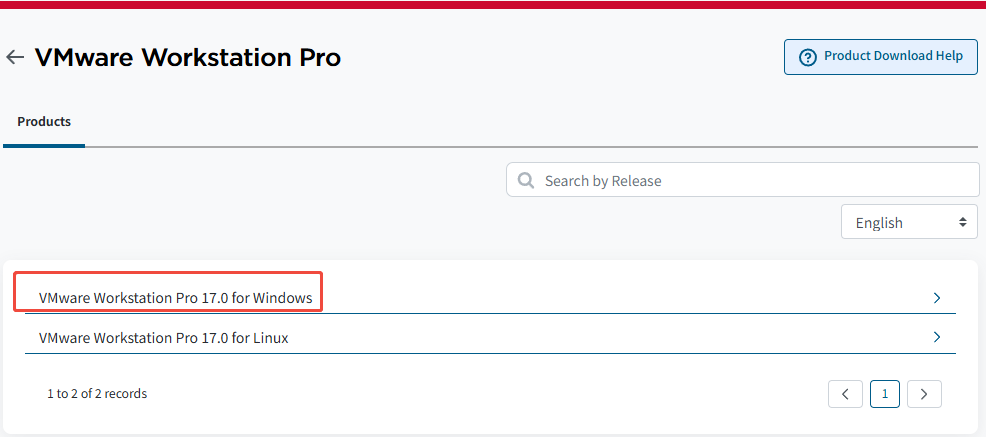 VMware Workstation Pro
Product Download Help
Products
Search by Release
English
VMware Workstation Pro 17.0 for Windows
VMware Workstation Pro 17.0 for Linux
1 to 2 of 2 records
1